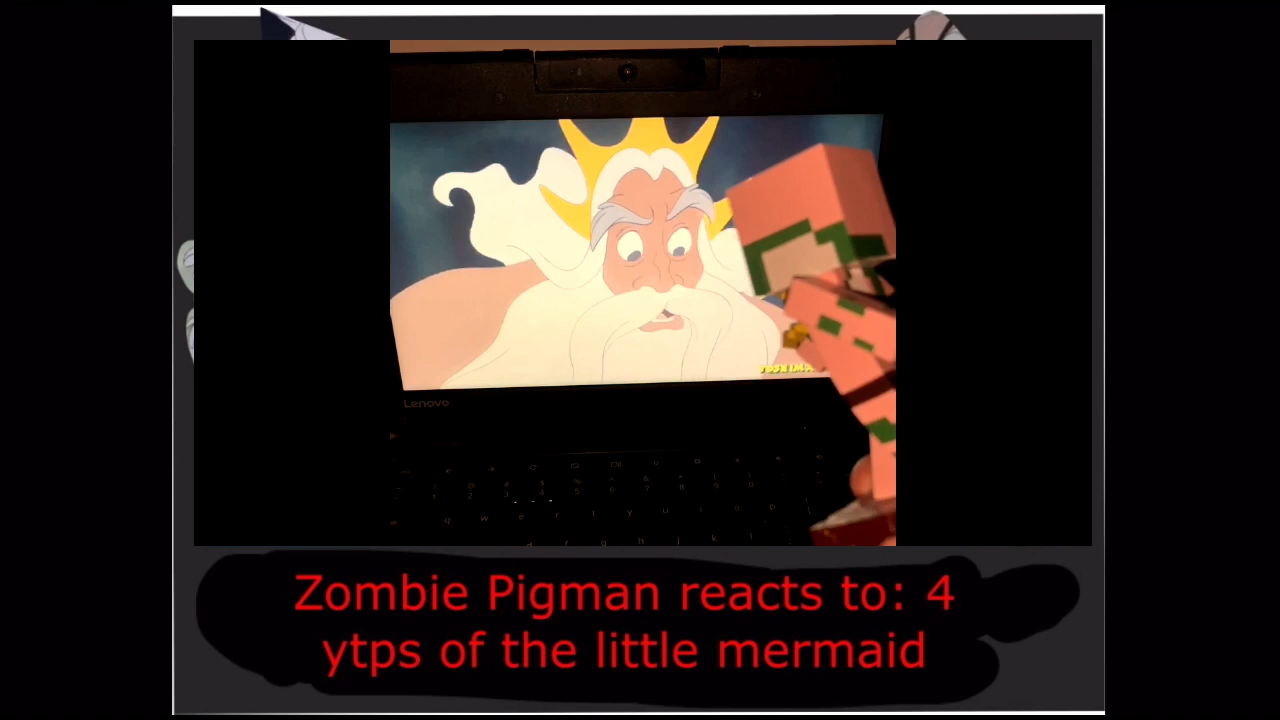 Lenovo
q w e r t y u i o p
d f g h j k l
Zombie Pigman reacts to: 4
ytps of the little mermaid